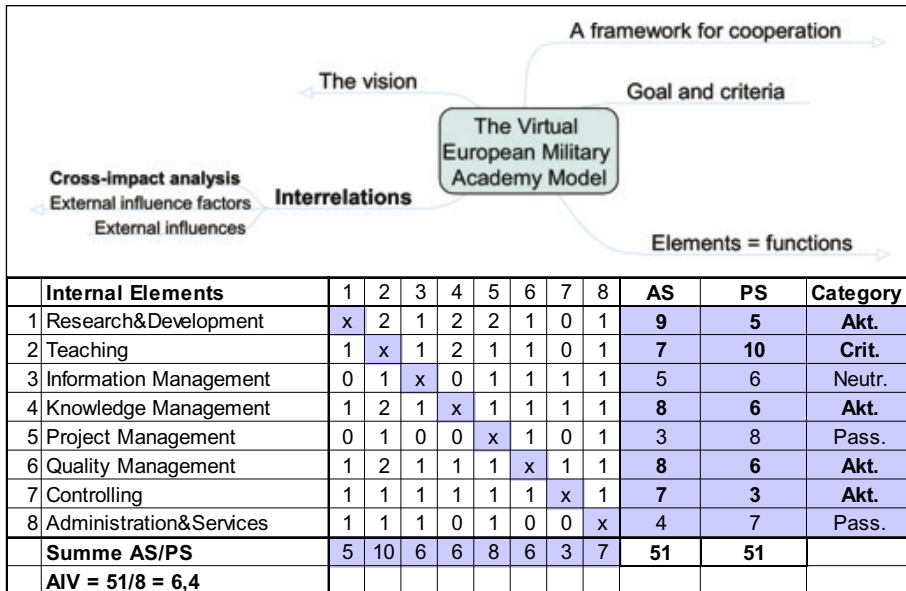 A framework for cooperation
The vision
Goal and criteria
The Virtual
European Military
Academy Model
Cross-impact analysis
External influence factors
External influences
Interrelations
Elements = functions
Internal Elements 1 2 3 4 5 6 7 8 AS PS Category
1 Research&Development x 2 1 2 2 1 0 1 9 5 Akt.
2 Teaching 1 x 1 2 1 1 0 1 7 10 Crit.
3 Information Management 0 1 x 0 1 1 1 1 5 6 Neutr.
4 Knowledge Management 1 2 1 x 1 1 1 1 8 6 Akt.
5 Project Management 0 1 0 0 x 1 0 1 3 8 Pass.
6 Quality Management 1 2 1 1 1 x 1 1 8 6 Akt.
7 Controlling 1 1 1 1 1 1 x 1 7 3 Akt.
8 Administration&Services 1 1 1 0 1 0 0 x 4 7 Pass.
Summe AS/PS 5 10 6 6 8 6 3 7 51 51
AIV = 51/8 = 6,4